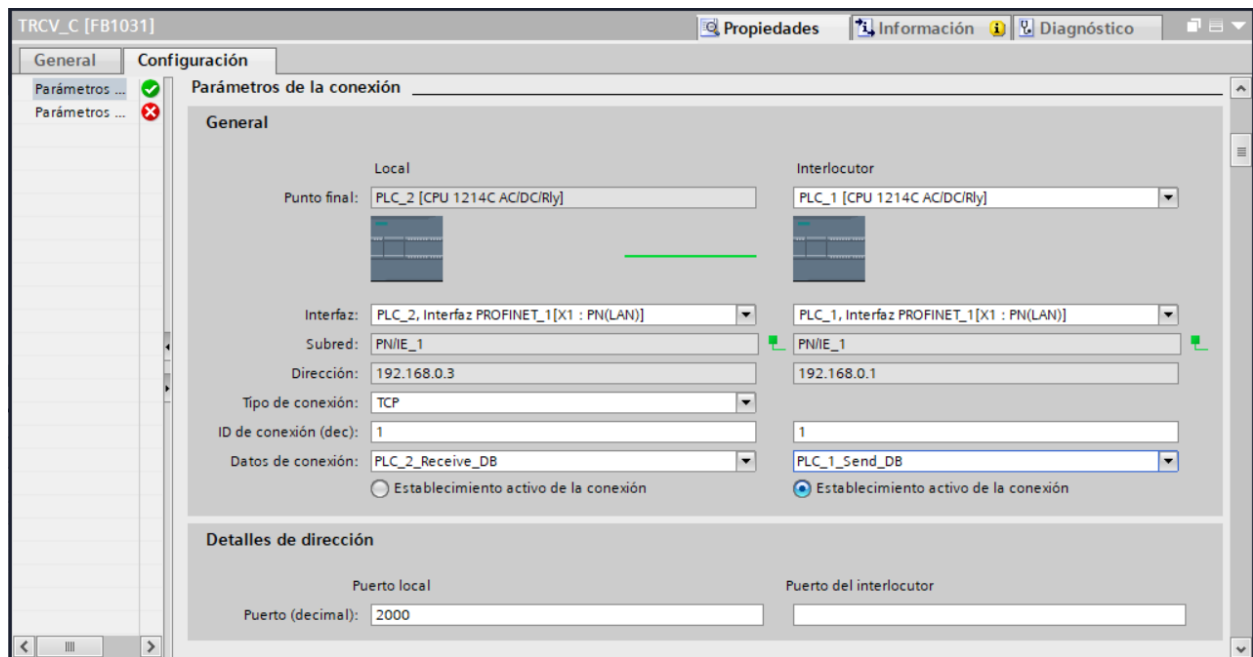 TRCV_C [FB1031]
Propiedades
Información
Diagnóstico
General
Configuración
Parámetros ...
Parámetros ...
Parámetros de la conexión
General
Local
Interlocutor
Punto final:
PLC_2 [CPU 1214C AC/DC/Rly]
PLC_1 [CPU 1214C AC/DC/Rly]
Interfaz:
PLC_2, Interfaz PROFINET_1[X1 : PN(LAN)]
PLC_1, Interfaz PROFINET_1[X1 : PN(LAN)]
Subred:
PN/IE_1
PN/IE_1
Dirección:
192.168.0.3
192.168.0.1
Tipo de conexión:
TCP
ID de conexión (dec):
1
1
Datos de conexión:
PLC_2_Receive_DB
PLC_1_Send_DB
Establecimiento activo de la conexión
Establecimiento activo de la conexión
Detalles de dirección
Puerto local
Puerto del interlocutor
Puerto (decimal):
2000